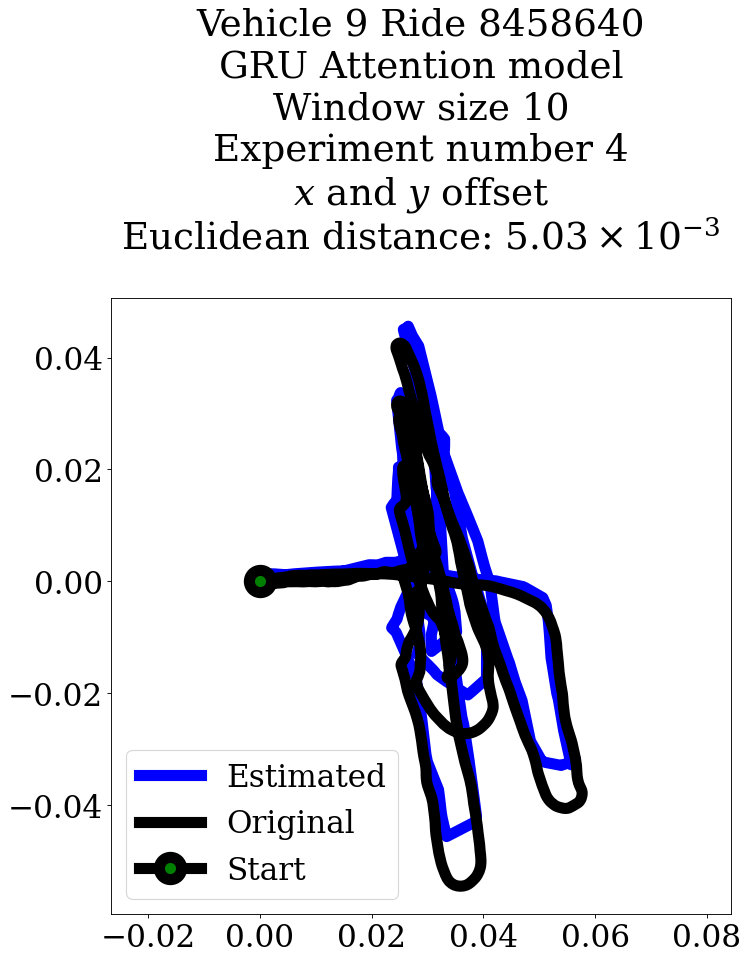 Vehicle 9 Ride 8458640
GRU Attention model
Window size 10
Experiment number 4
x and y offset
Euclidean distance: 5.03 × 10⁻³
0.04
0.02
0.00
−0.02
−0.04
Estimated
Original
Start
−0.02 0.00 0.02 0.04 0.06 0.08